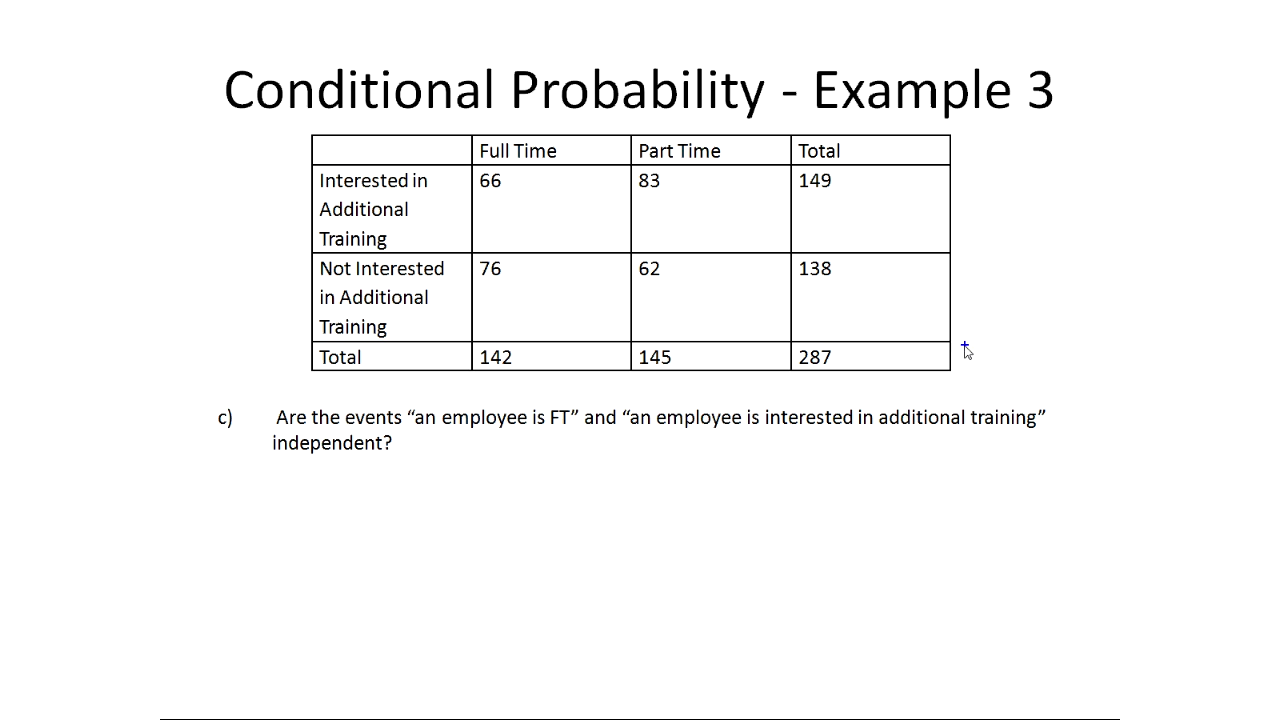 Conditional Probability - Example 3
Full Time Part Time Total
Interested in 66 83 149
Additional
Training
Not Interested 76 62 138
in Additional
Training
Total 142 145 287
c) Are the events “an employee is FT” and “an employee is interested in additional training”
independent?